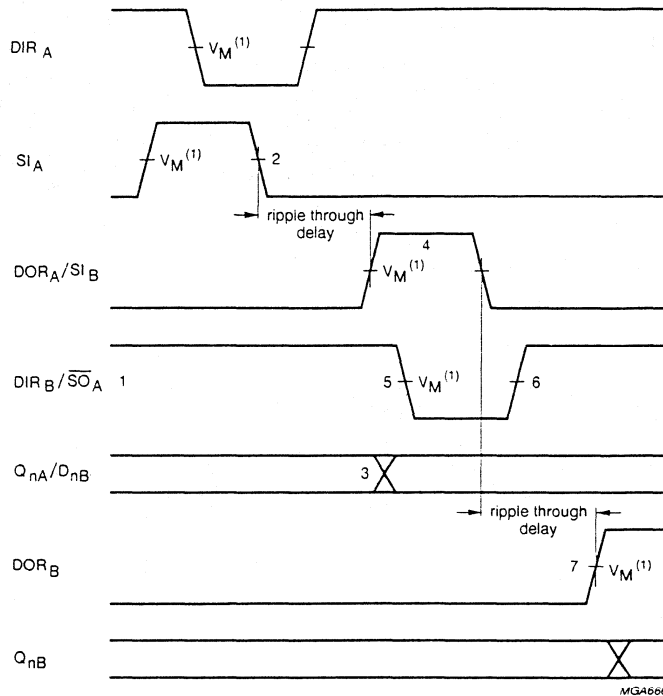 DIR A
VM (1)
SI A
VM (1)
2
ripple through
delay
4
DOR A / SI B
VM (1)
DIR B / S̅O̅ A
1
5
VM (1)
6
Q nA / D nB
3
ripple through
delay
DOR B
7
VM (1)
Q nB